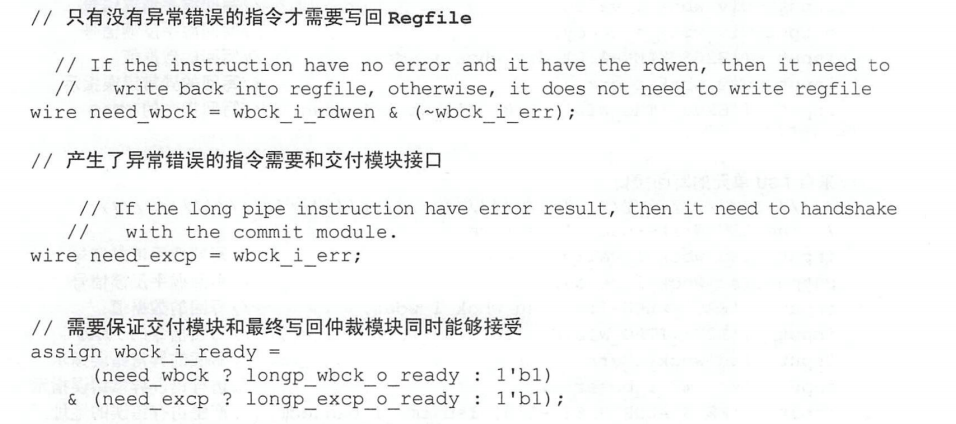 // 只有没有异常错误的指令才需要写回 Regfile
// If the instruction have no error and it have the rdwen, then it need to
// write back into regfile, otherwise, it does not need to write regfile
wire need_wbck = wbck_i_rdwen & (~wbck_i_err);
// 产生了异常错误的指令需要和交付模块接口
// If the long pipe instruction have error result, then it need to handshake
// with the commit module.
wire need_excp = wbck_i_err;
// 需要保证交付模块和最终写回仲裁模块同时能够接受
assign wbck_i_ready =
(need_wbck ? longp_wbck_o_ready : 1'b1)
& (need_excp ? longp_excp_o_ready : 1'b1);